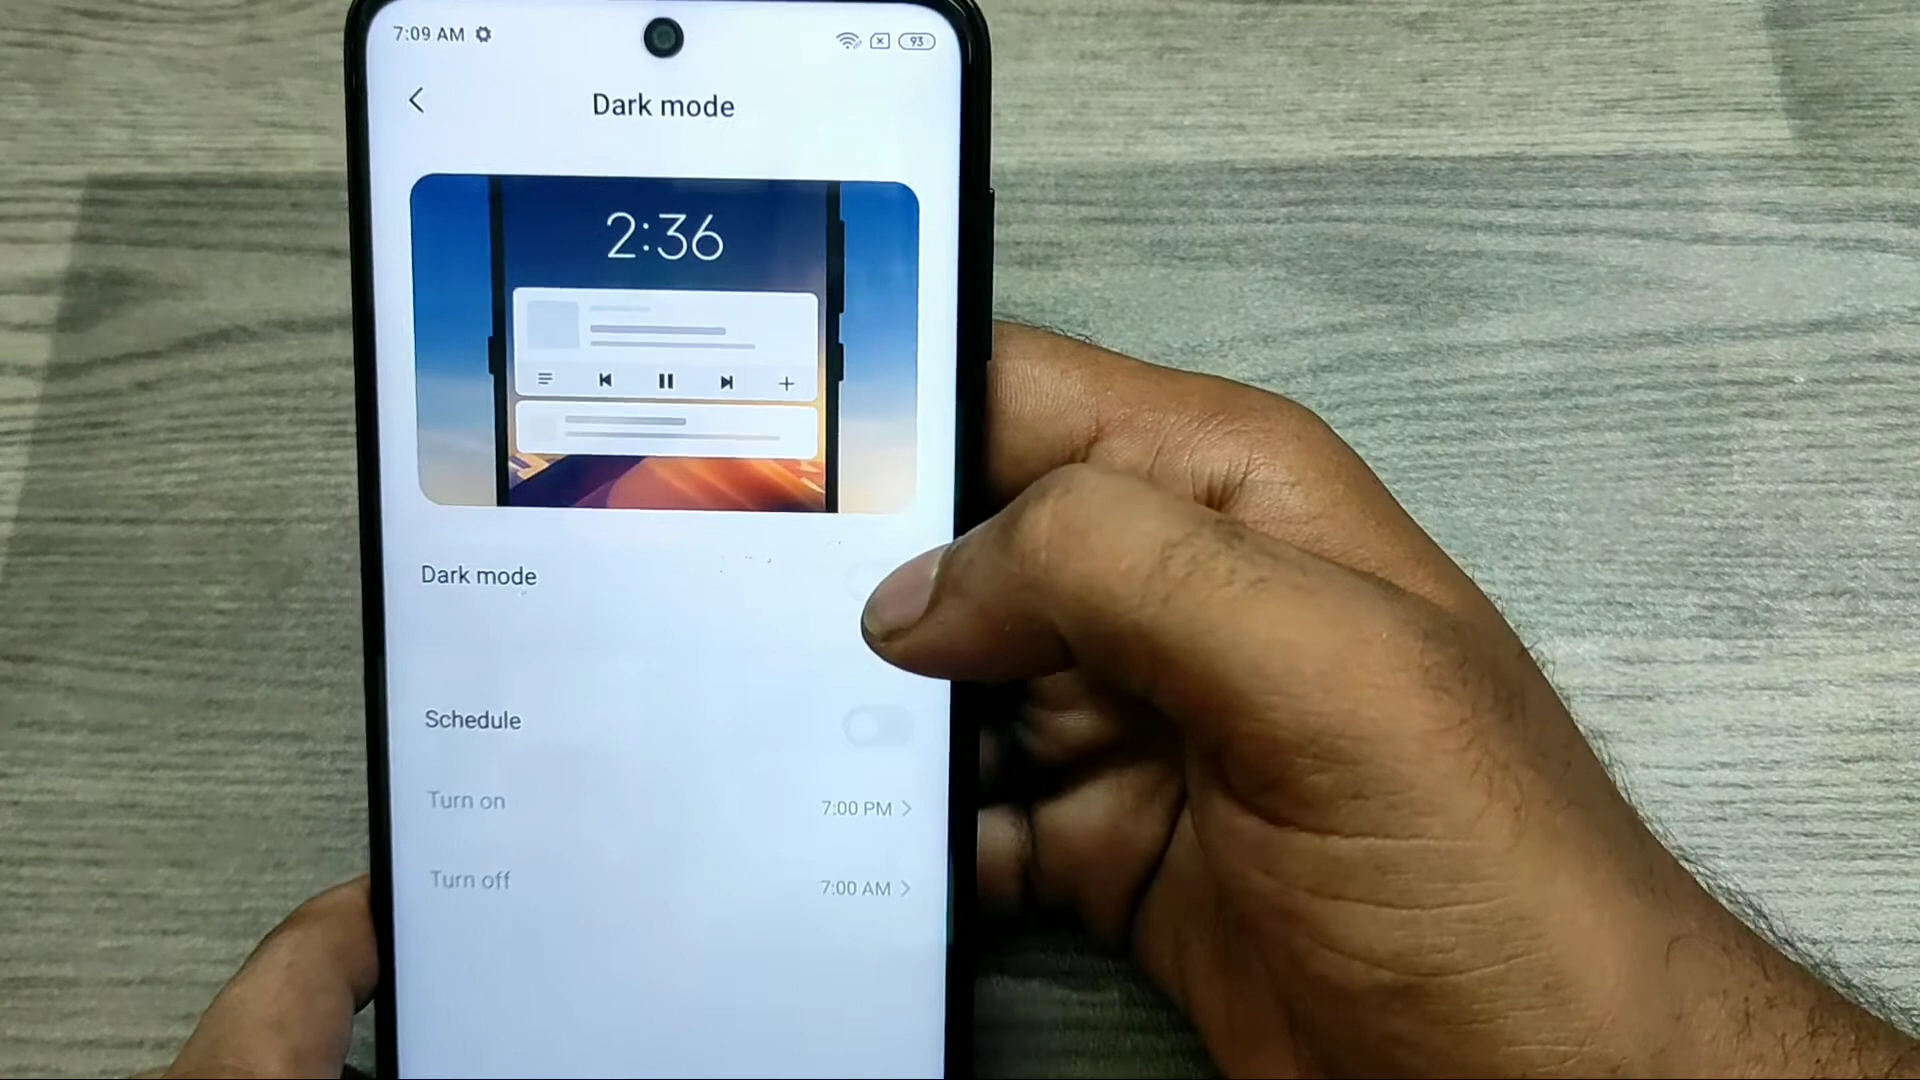 7:09 AM
93
Dark mode
2:36
Dark mode
Schedule
Turn on
7:00 PM
Turn off
7:00 AM